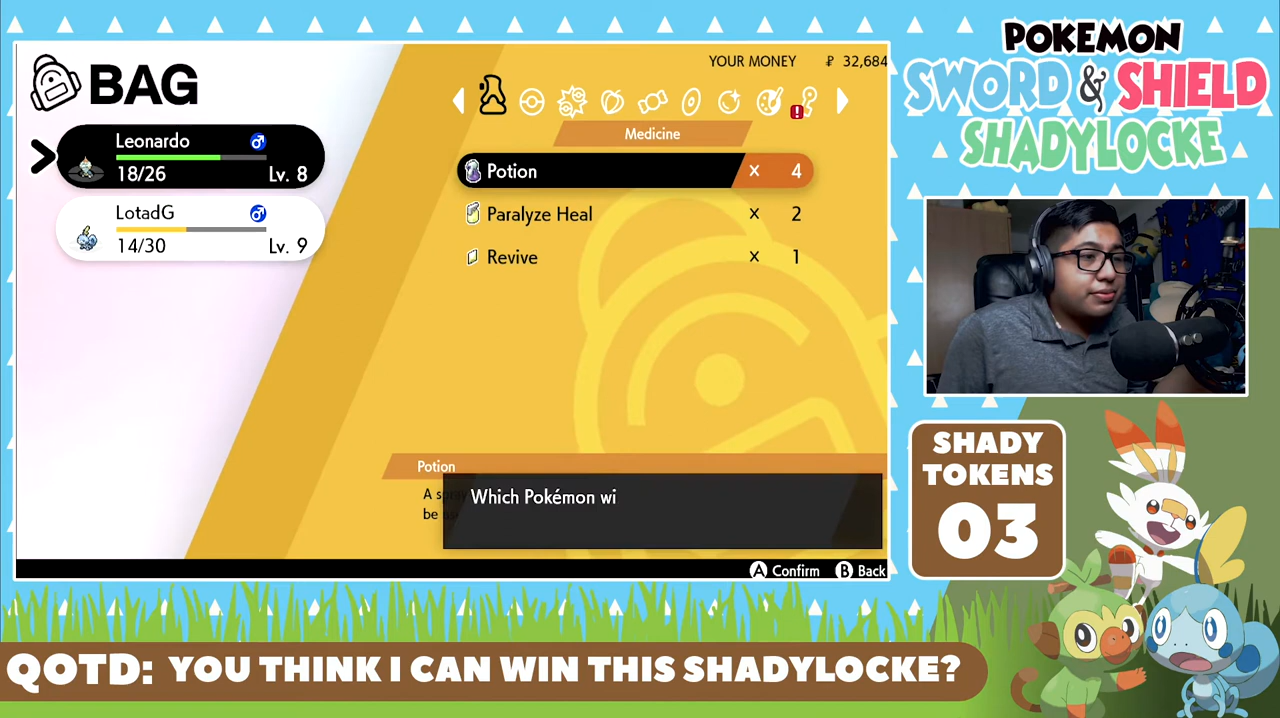 POKEMON
SWORD & SHIELD
SHADYLOCKE
BAG
YOUR MONEY ₽ 32,684
Medicine
Leonardo ♂
18/26 Lv. 8
LotadG ♂
14/30 Lv. 9
Potion × 4
Paralyze Heal × 2
Revive × 1
Potion
A
be
Which Pokémon wi
A Confirm B Back
SHADY
TOKENS
03
QOTD: YOU THINK I CAN WIN THIS SHADYLOCKE?